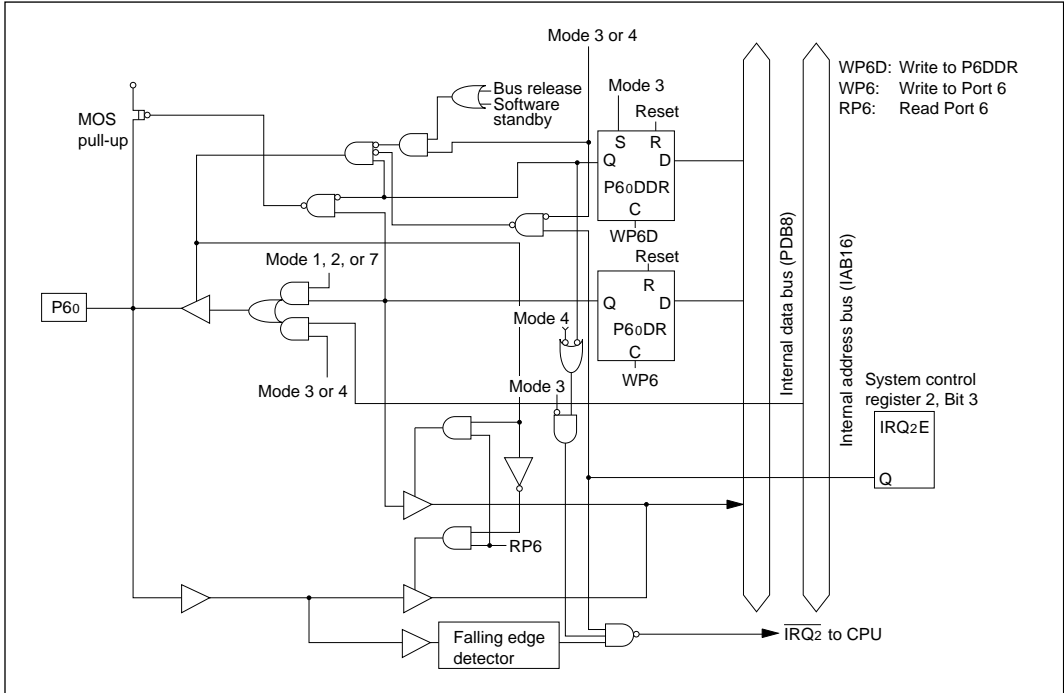 Mode 3 or 4
WP6D: Write to P6DDR
WP6: Write to Port 6
RP6: Read Port 6
Bus release
Software
standby
Mode 3
Reset
MOS
pull-up
S R
Q D
P60DDR
C
WP6D
Reset
R
Q D
P60DR
C
WP6
Mode 1, 2, or 7
P60
Mode 4
Mode 3 or 4
Mode 3
Internal data bus (PDB8)
Internal address bus (IAB16)
System control
register 2, Bit 3
IRQ2E
Q
RP6
Falling edge
detector
IRQ2 to CPU